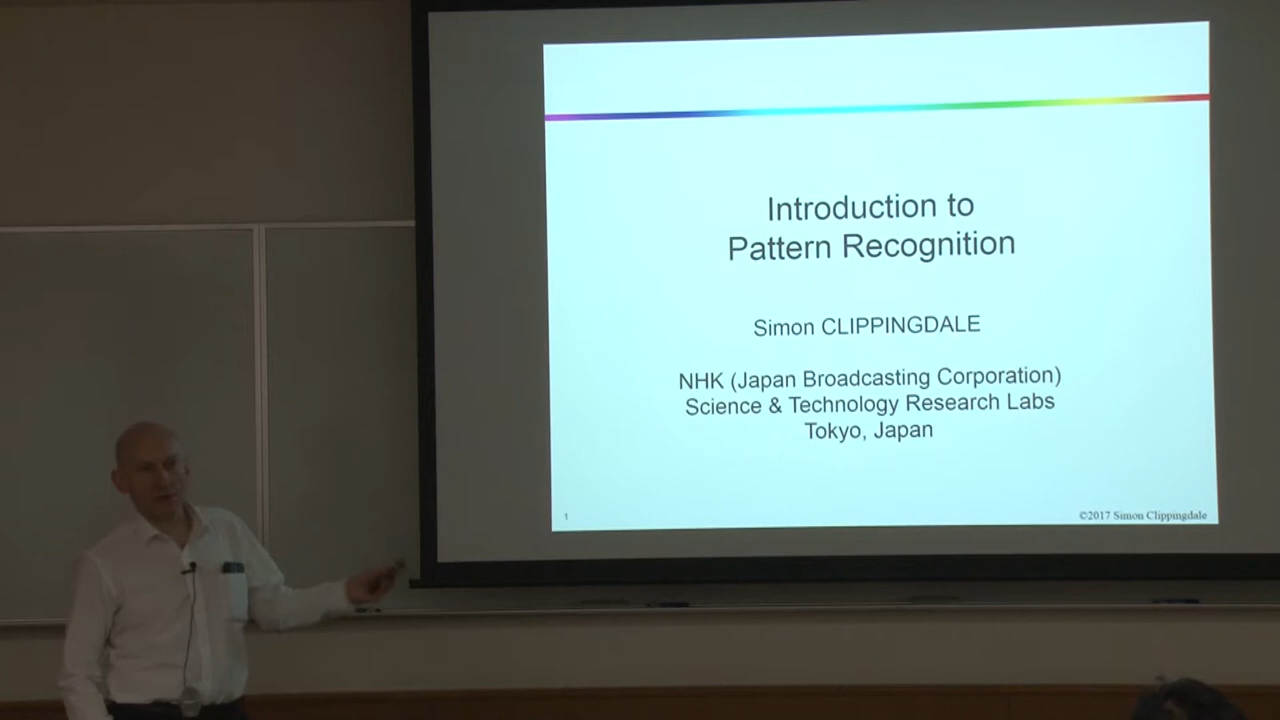 Introduction to
Pattern Recognition
Simon CLIPPINGDALE
NHK (Japan Broadcasting Corporation)
Science & Technology Research Labs
Tokyo, Japan
1
©2017 Simon Clippingdale